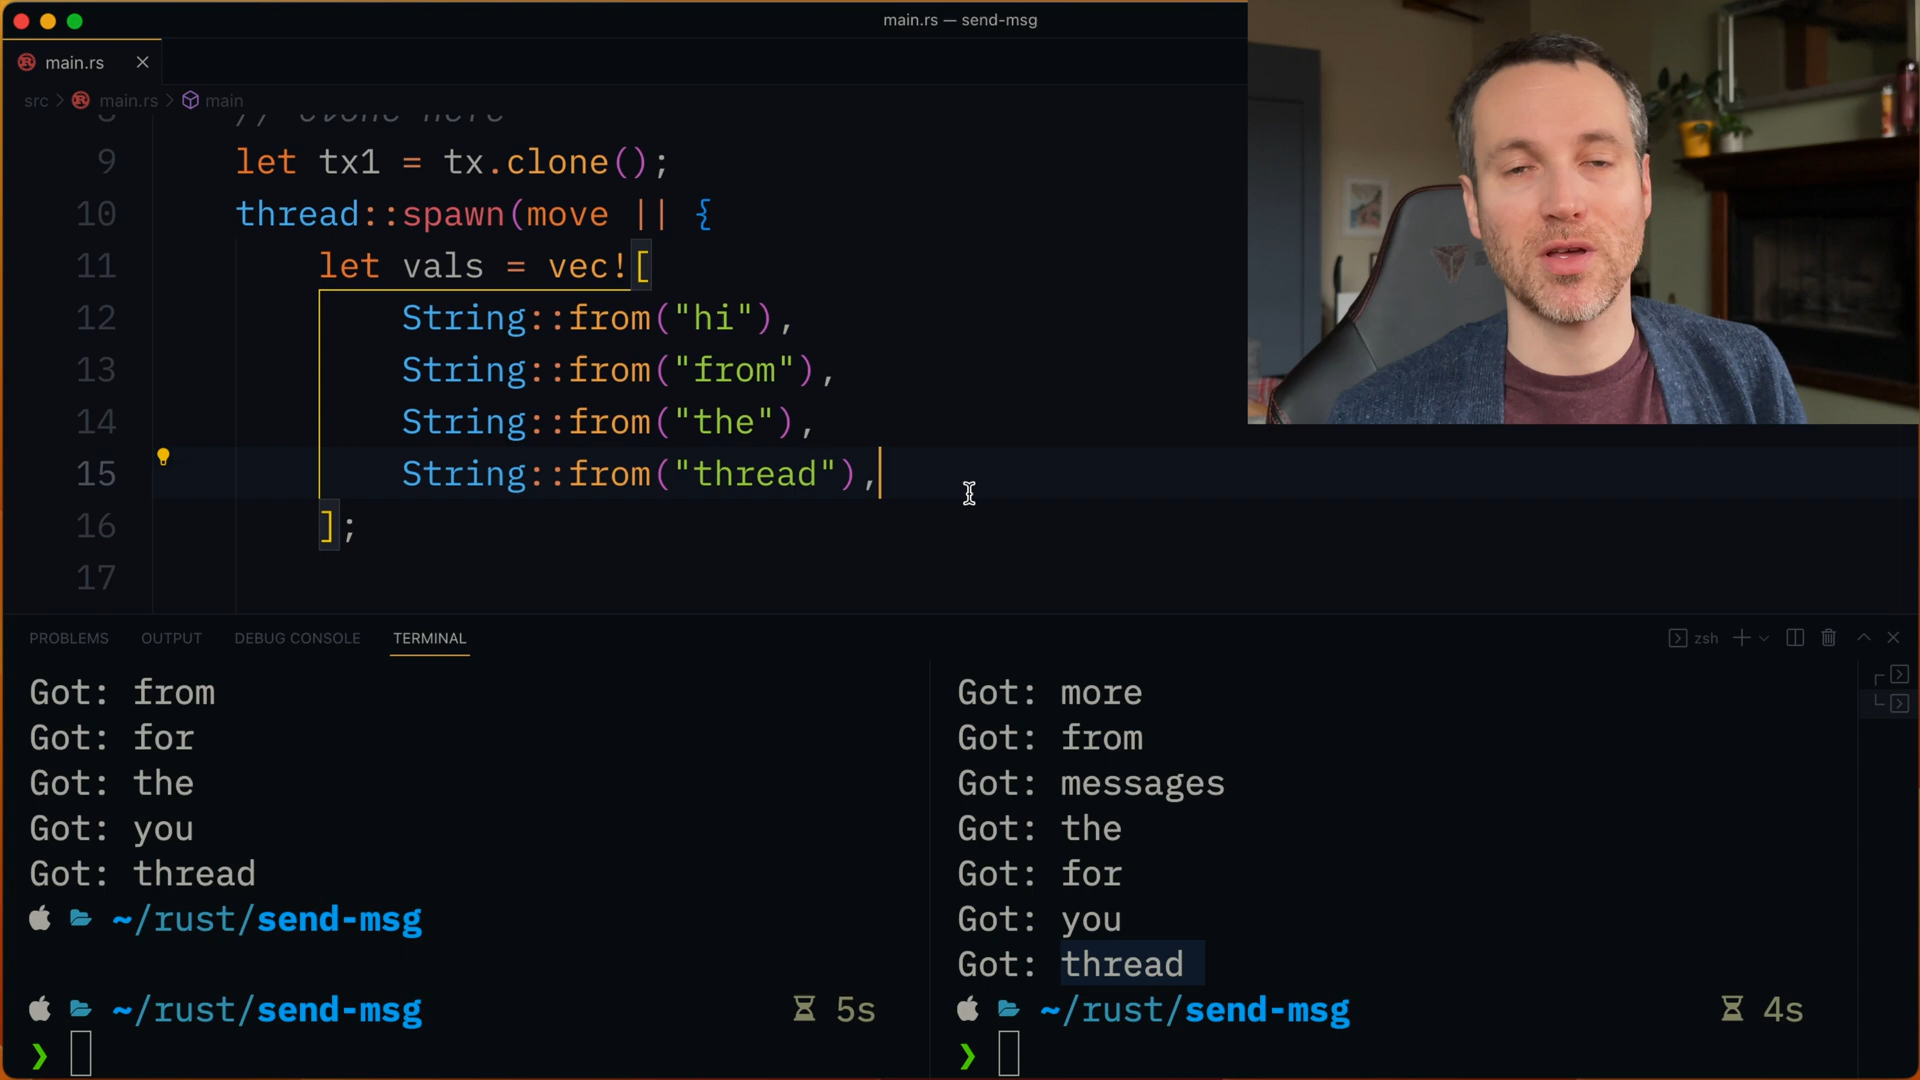 main.rs — send-msg
main.rs
src > main.rs > main
8 // clone here
9 let tx1 = tx.clone();
10 thread::spawn(move || {
11 let vals = vec![
12 String::from("hi"),
13 String::from("from"),
14 String::from("the"),
15 String::from("thread"),
16 ];
17
PROBLEMS OUTPUT DEBUG CONSOLE TERMINAL
zsh
Got: from
Got: for
Got: the
Got: you
Got: thread
~/rust/send-msg
~/rust/send-msg 5s
❯
Got: more
Got: from
Got: messages
Got: the
Got: for
Got: you
Got: thread
~/rust/send-msg 4s
❯